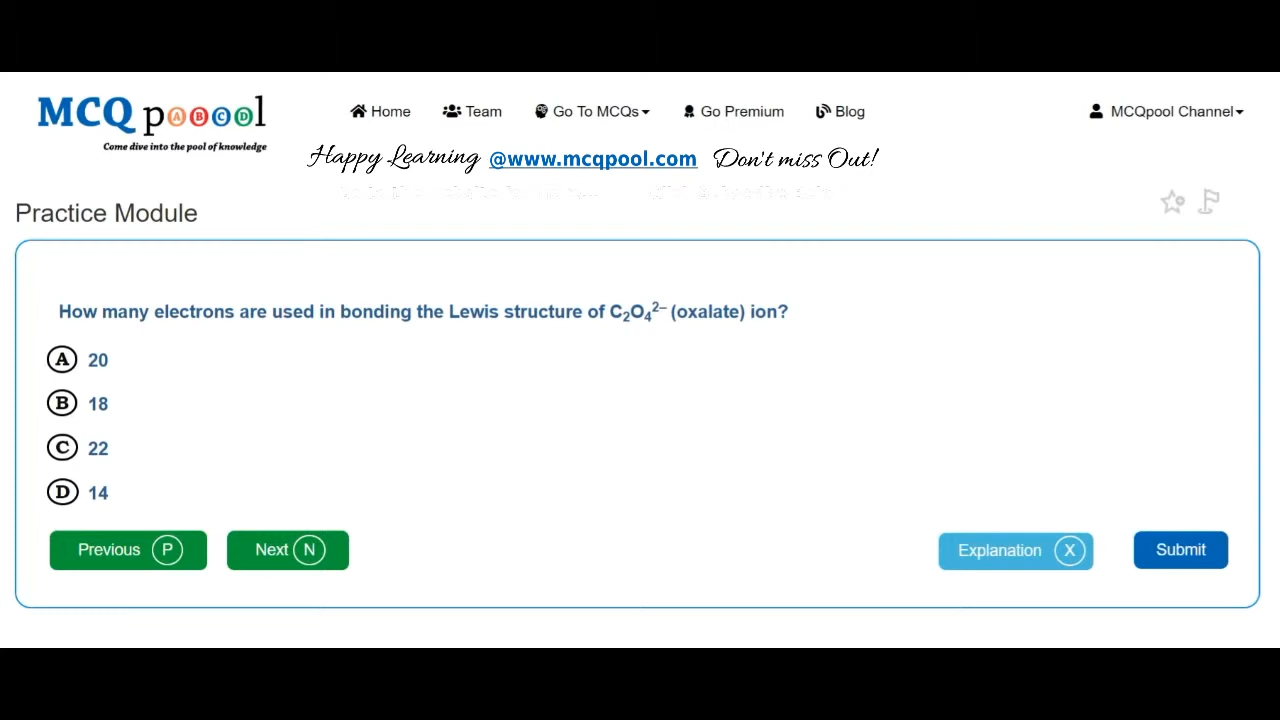 MCQ pABCDl
Come dive into the pool of knowledge
Home Team Go To MCQs Go Premium Blog MCQpool Channel
Happy Learning @www.mcqpool.com Don't miss Out!
Practice Module
How many electrons are used in bonding the Lewis structure of C₂O₄²⁻ (oxalate) ion?
A 20
B 18
C 22
D 14
Previous P Next N Explanation X Submit